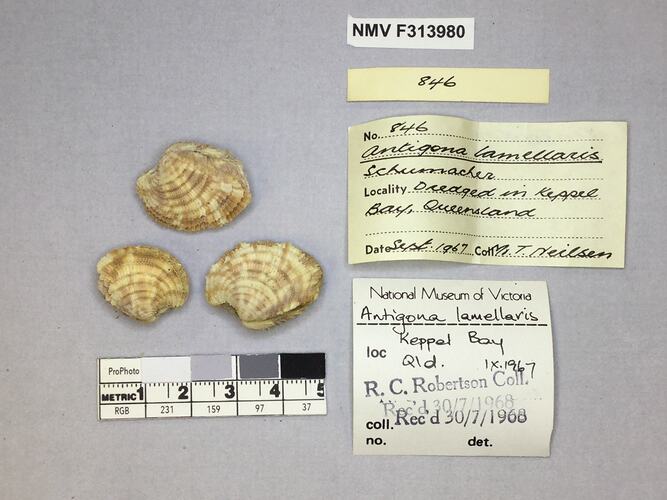 NMV F313980
846
No. 846
Antigona lamellaris
Schumacher
Locality Dredged in Keppel
Bay, Queensland
Date Sept. 1967 Coll. M. T. Neilsen
National Museum of Victoria
Antigona lamellaris
loc Keppel Bay
Qld. IX.1967
R. C. Robertson Coll.
Rec'd 30/7/1968
coll. Rec'd 30/7/1968
no. det.
ProPhoto
METRIC 1 2 3 4 5
RGB 231 159 97 37